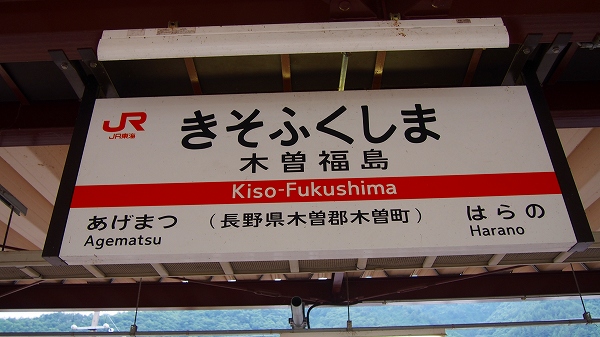 JR
JR東海
きそふくしま
木曽福島
Kiso-Fukushima
あげまつ
Agematsu
（長野県木曽郡木曽町）
はらの
Harano